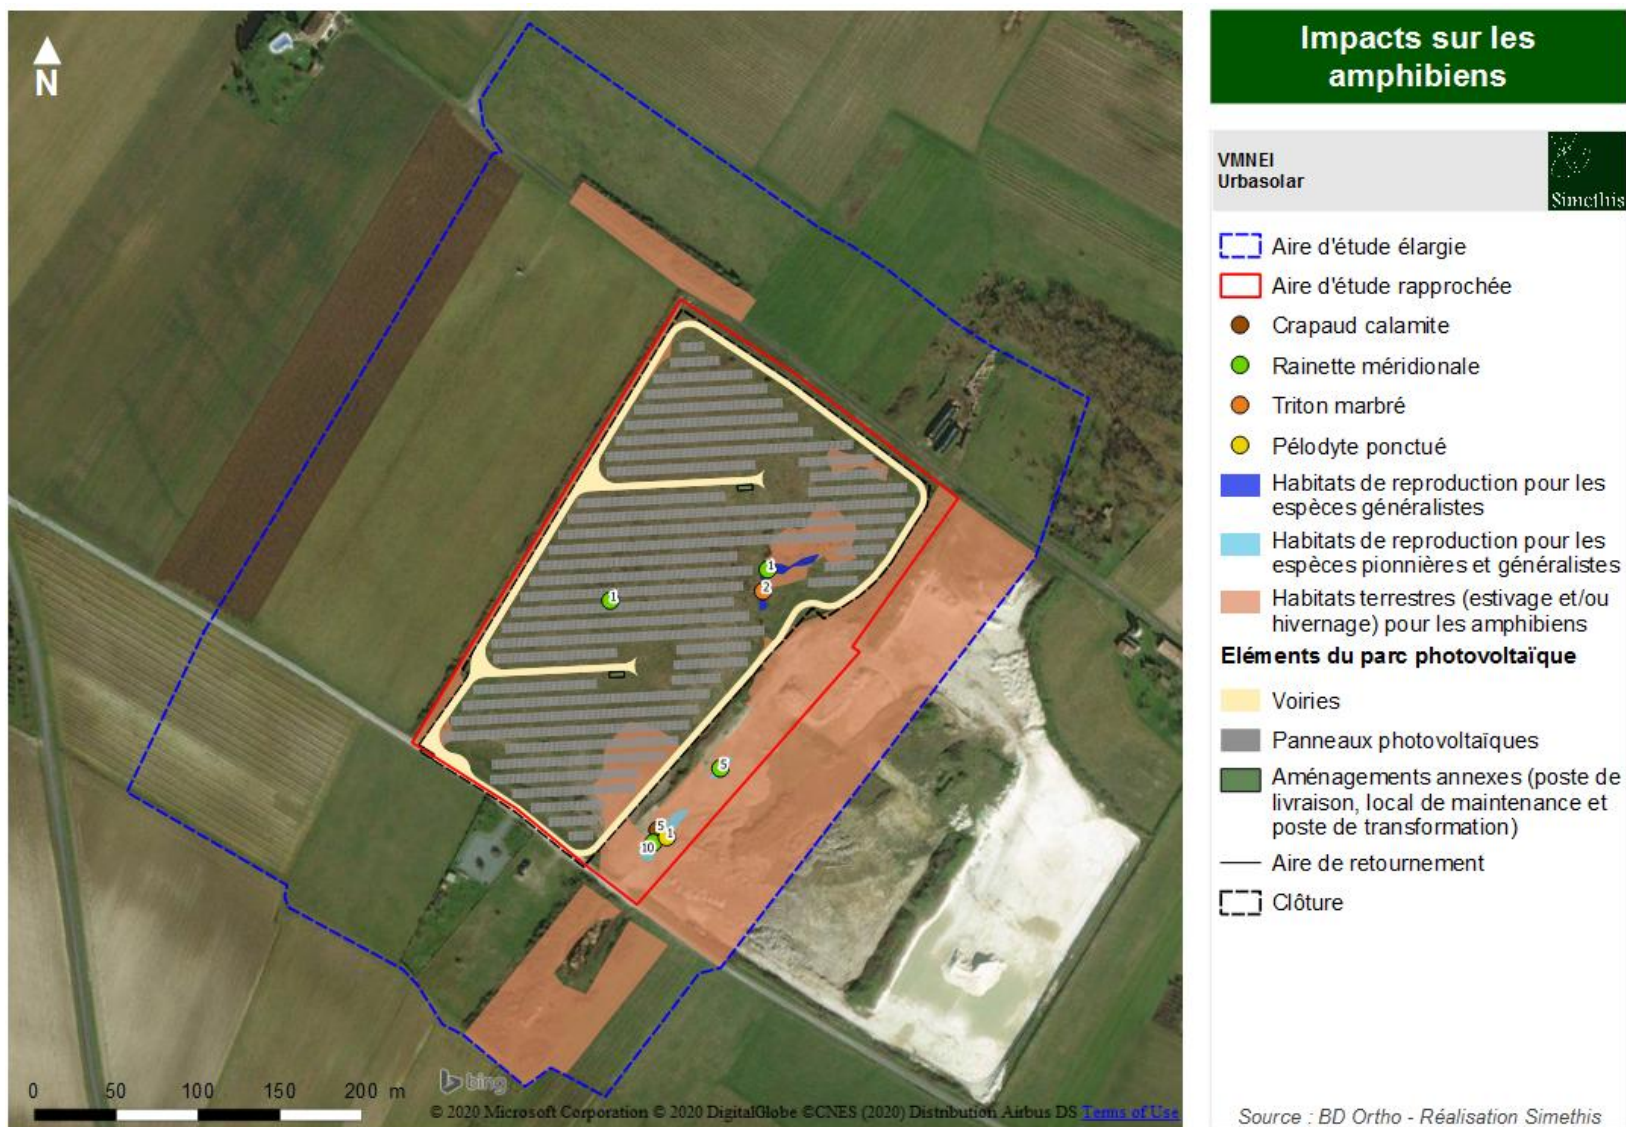 Impacts sur les
amphibiens
VMNEI
Urbasolar
Simethis
N
Aire d'étude élargie
Aire d'étude rapprochée
Crapaud calamite
Rainette méridionale
Triton marbré
Pélodyte ponctué
Habitats de reproduction pour les
espèces généralistes
Habitats de reproduction pour les
espèces pionnières et généralistes
Habitats terrestres (estivage et/ou
hivernage) pour les amphibiens
Eléments du parc photovoltaïque
Voiries
Panneaux photovoltaïques
Aménagements annexes (poste de
livraison, local de maintenance et
poste de transformation)
Aire de retournement
Clôture
1
2
1
5
5
1
10
0 50 100 150 200 m
bing
© 2020 Microsoft Corporation © 2020 DigitalGlobe ©CNES (2020) Distribution Airbus DS Terms of Use
Source : BD Ortho - Réalisation Simethis